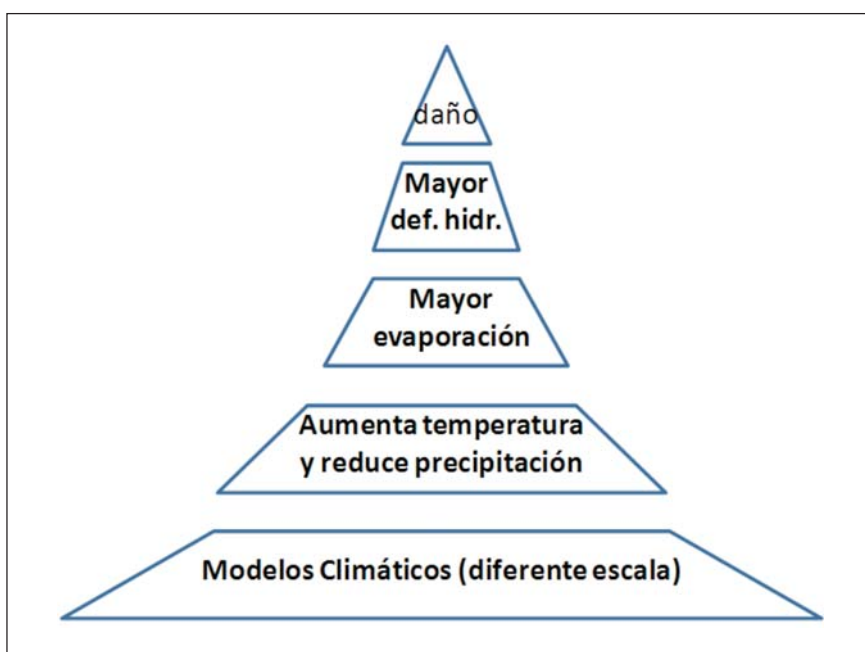 daño
Mayor
def. hidr.
Mayor
evaporación
Aumenta temperatura
y reduce precipitación
Modelos Climáticos (diferente escala)